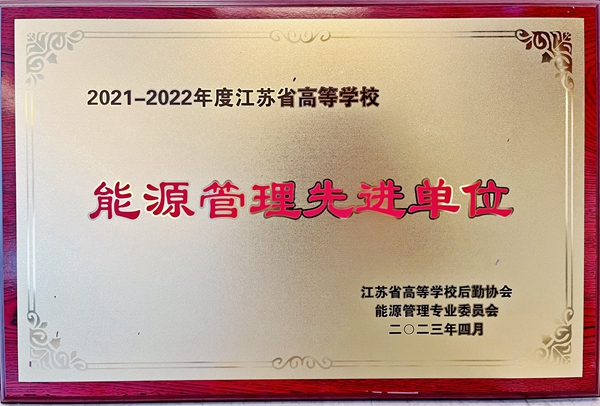 2021-2022年度江苏省高等学校
能源管理先进单位
江苏省高等学校后勤协会
能源管理专业委员会
二〇二三年四月